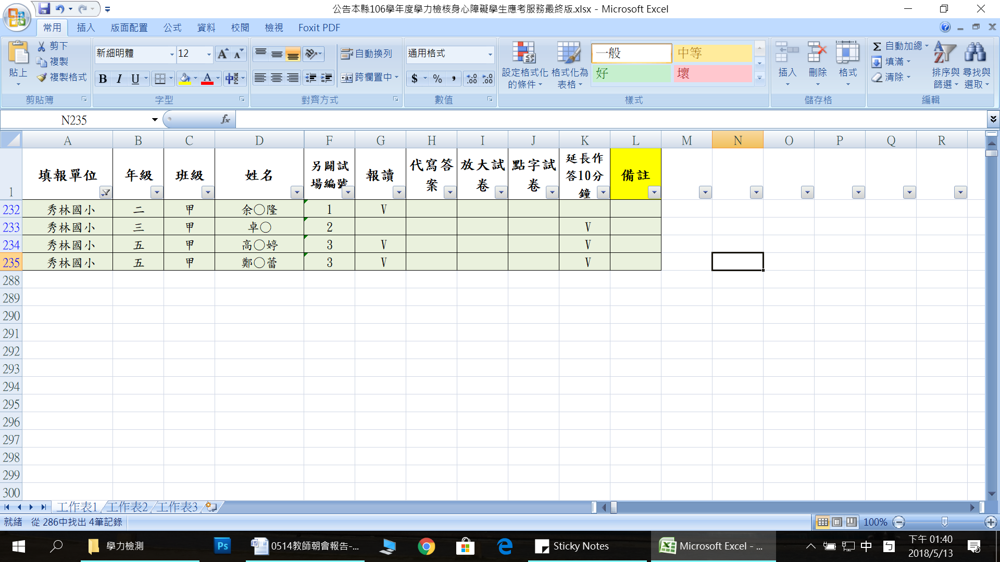 公告本縣106學年度學力檢核身心障礙學生應考服務最終版.xlsx - Microsoft Excel
常用 插入 版面配置 公式 資料 校閱 檢視 Foxit PDF
貼上 剪下 複製 複製格式 剪貼簿
新細明體 12 B I U A 中 字型
自動換列 跨欄置中 對齊方式
通用格式 $ % , 數值
設定格式化的條件 格式化為表格 一般 中等 好 壞 樣式
插入 刪除 格式 儲存格
Σ 自動加總 填滿 清除 排序與篩選 尋找與選取 編輯
N235 fx
A B C D F G H I J K L M N O P Q R
1 填報單位 年級 班級 姓名 另闢試場編號 報讀 代寫答案 放大試卷 點字試卷 延長作答10分鐘 備註
232 秀林國小 二 甲 余〇隆 1 V
233 秀林國小 三 甲 卓〇 2 V
234 秀林國小 五 甲 高〇婷 3 V V
235 秀林國小 五 甲 鄭〇蕾 3 V V
288
289
290
291
292
293
294
295
296
297
298
299
300
工作表1 工作表2 工作表3
就緒 從 286中找出 4筆記錄 100%
學力檢測 Ps 0514教師朝會報告-... Sticky Notes Microsoft Excel - ... 中 ㄅ 下午 01:40
2018/5/13